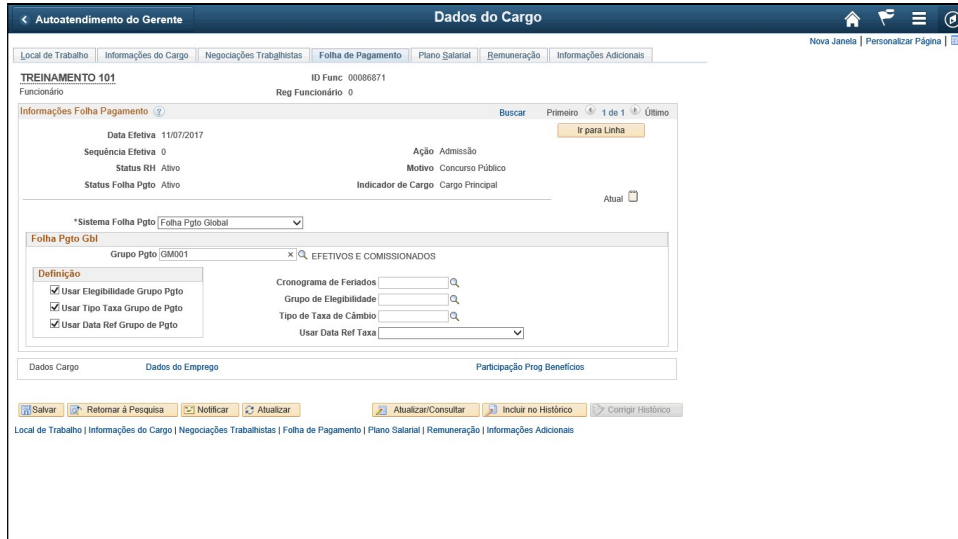 Autoatendimento do Gerente
Dados do Cargo
Nova Janela | Personalizar Página |
Local de Trabalho Informações do Cargo Negociações Trabalhistas Folha de Pagamento Plano Salarial Remuneração Informações Adicionais
TREINAMENTO 101 ID Func 00086871
Funcionário Reg Funcionário 0
Informações Folha Pagamento ? Buscar Primeiro 1 de 1 Último
Data Efetiva 11/07/2017 Ir para Linha
Sequência Efetiva 0 Ação Admissão
Status RH Ativo Motivo Concurso Público
Status Folha Pgto Ativo Indicador de Cargo Cargo Principal
Atual
*Sistema Folha Pgto Folha Pgto Global
Folha Pgto Gbl
Grupo Pgto GM001 × EFETIVOS E COMISSIONADOS
Definição
Usar Elegibilidade Grupo Pgto
Usar Tipo Taxa Grupo de Pgto
Usar Data Ref Grupo de Pgto
Cronograma de Feriados
Grupo de Elegibilidade
Tipo de Taxa de Câmbio
Usar Data Ref Taxa
Dados Cargo Dados do Emprego Participação Prog Benefícios
Salvar Retornar à Pesquisa Notificar Atualizar Atualizar/Consultar Incluir no Histórico Corrigir Histórico
Local de Trabalho | Informações do Cargo | Negociações Trabalhistas | Folha de Pagamento | Plano Salarial | Remuneração | Informações Adicionais